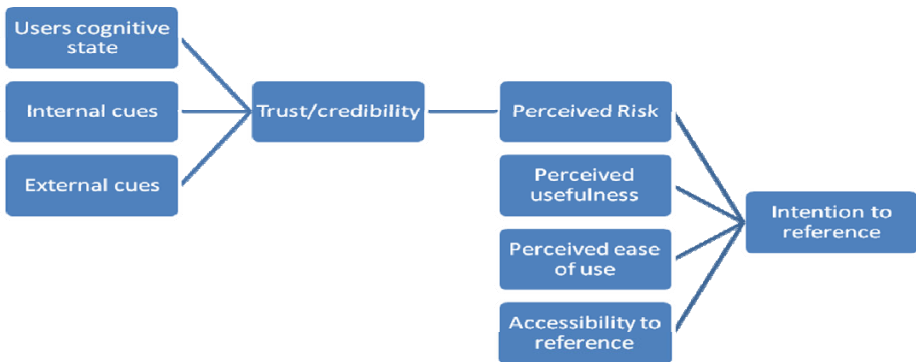 Users cognitive
state
Internal cues
External cues
Trust/credibility
Perceived Risk
Perceived
usefulness
Perceived ease
of use
Accessibility to
reference
Intention to
reference